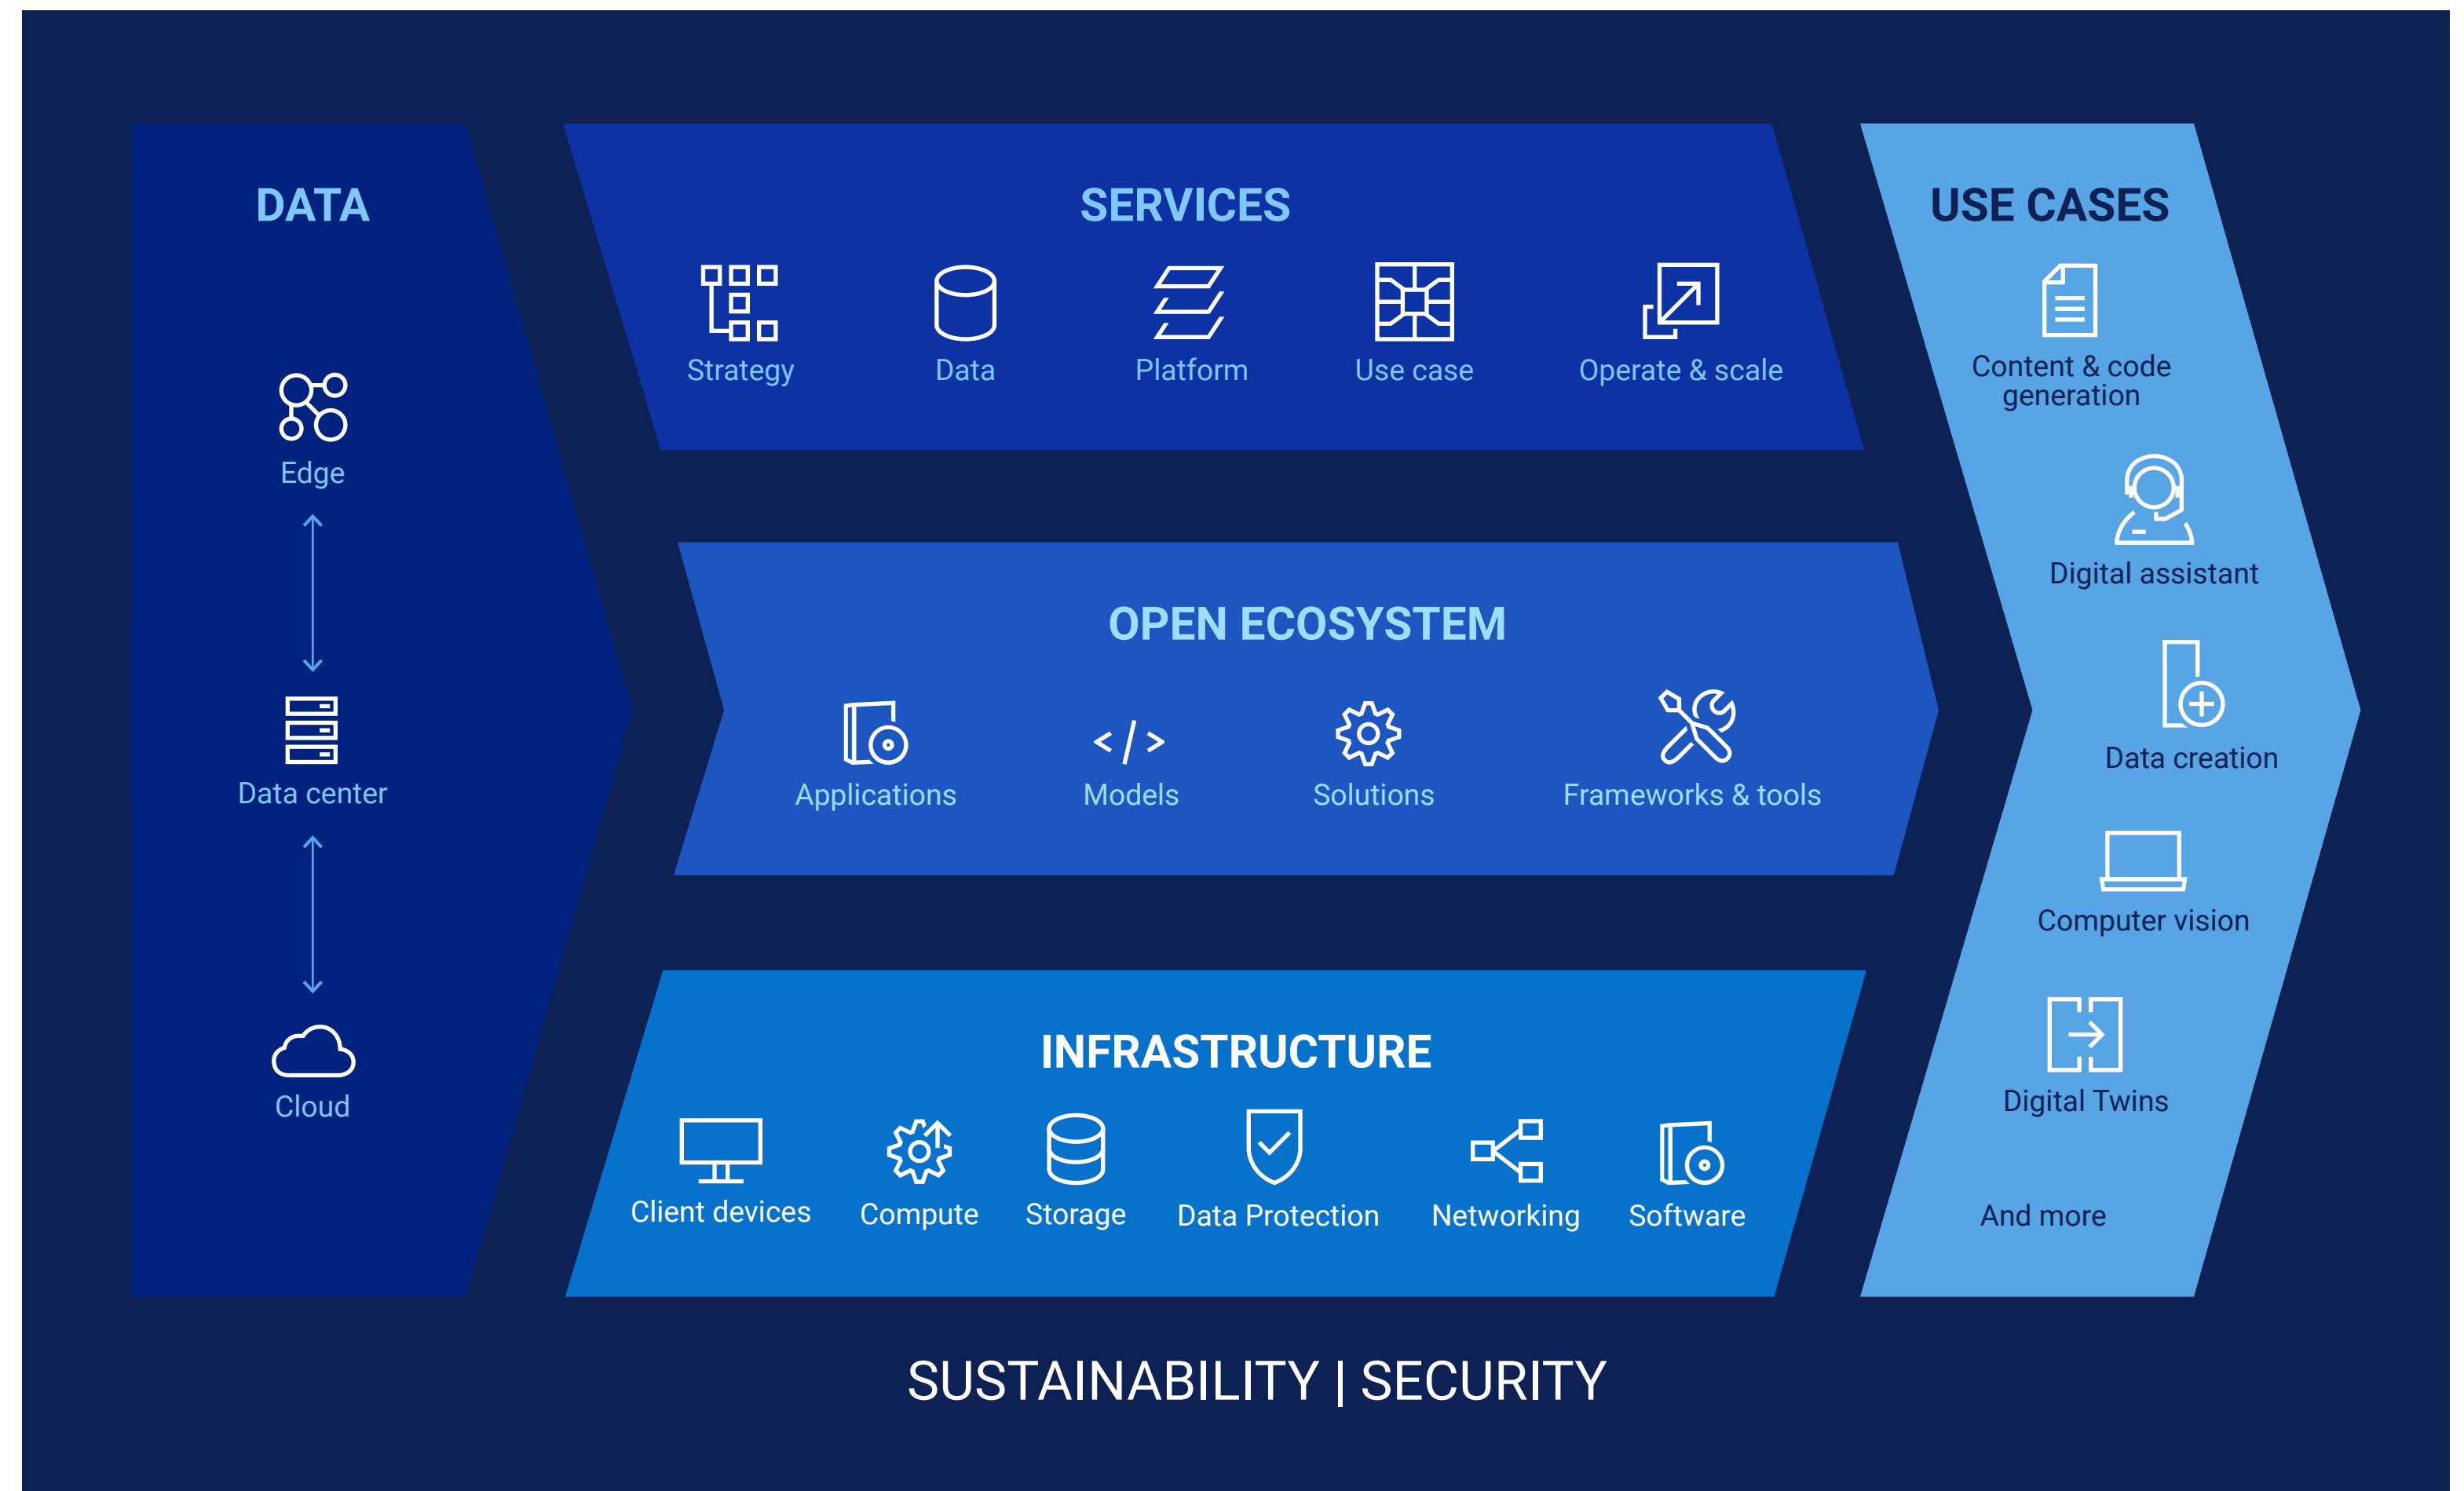 DATA
Edge
Data center
Cloud
SERVICES
Strategy
Data
Platform
Use case
Operate & scale
OPEN ECOSYSTEM
Applications
Models
Solutions
Frameworks & tools
INFRASTRUCTURE
Client devices
Compute
Storage
Data Protection
Networking
Software
USE CASES
Content & code
generation
Digital assistant
Data creation
Computer vision
Digital Twins
And more
SUSTAINABILITY | SECURITY